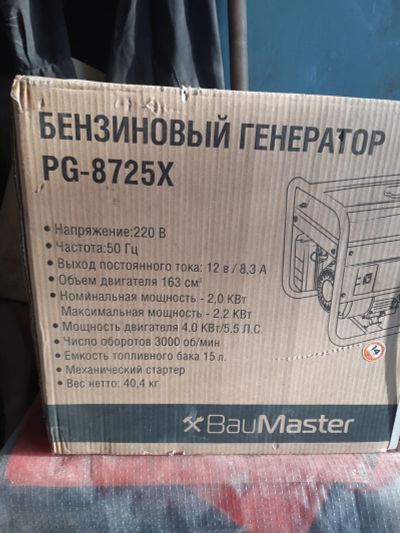 БЕНЗИНОВЫЙ ГЕНЕРАТОР
PG-8725X
• Напряжение:220 В
• Частота:50 Гц
• Выход постоянного тока: 12 в / 8,3 А
• Объем двигателя 163 см³
• Номинальная мощность - 2,0 КВт
Максимальная мощность - 2,2 КВт
• Мощность двигателя 4.0 КВт/5,5 Л.С.
• Число оборотов 3000 об/мин
• Емкость топливного бака 15 л.
• Механический стартер
• Вес нетто: 40,4 кг
14
BauMaster